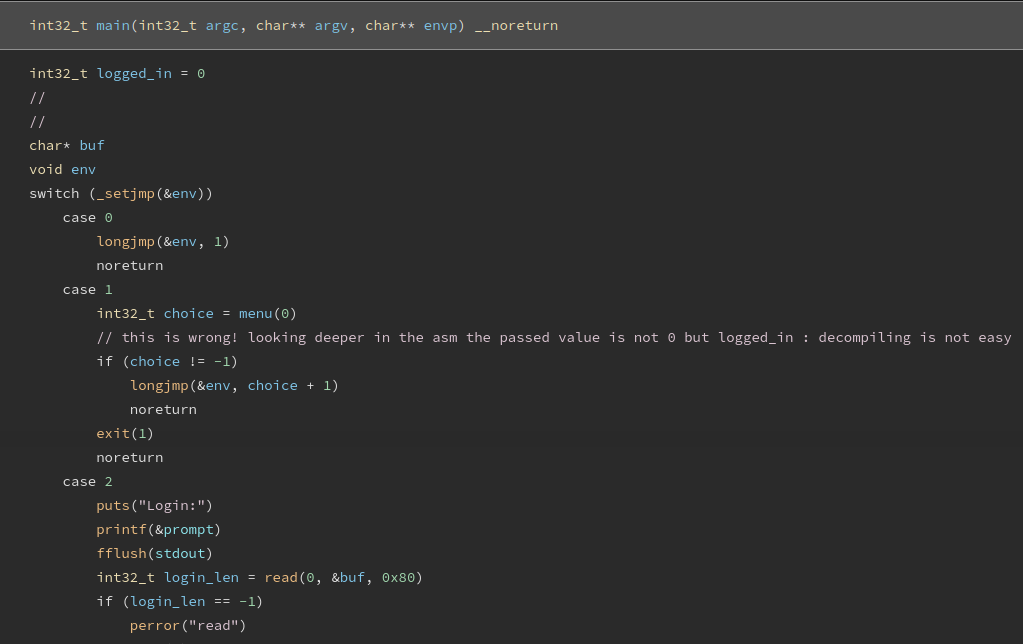 int32_t main(int32_t argc, char** argv, char** envp) __noreturn
int32_t logged_in = 0
//
//
char* buf
void env
switch (_setjmp(&env))
    case 0
        longjmp(&env, 1)
        noreturn
    case 1
        int32_t choice = menu(0)
        // this is wrong! looking deeper in the asm the passed value is not 0 but logged_in : decompiling is not easy
        if (choice != -1)
            longjmp(&env, choice + 1)
            noreturn
        exit(1)
        noreturn
    case 2
        puts("Login:")
        printf(&prompt)
        fflush(stdout)
        int32_t login_len = read(0, &buf, 0x80)
        if (login_len == -1)
            perror("read")